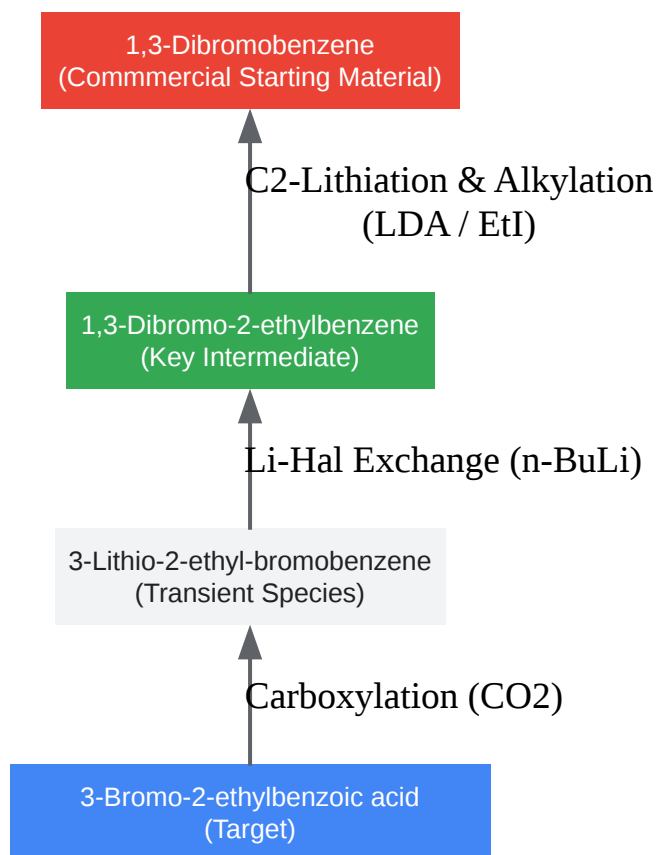 1,3-Dibromobenzene
(Commmercial Starting Material)
C2-Lithiation & Alkylation
(LDA / EtI)
1,3-Dibromo-2-ethylbenzene
(Key Intermediate)
Li-Hal Exchange (n-BuLi)
3-Lithio-2-ethyl-bromobenzene
(Transient Species)
Carboxylation (CO2)
3-Bromo-2-ethylbenzoic acid
(Target)